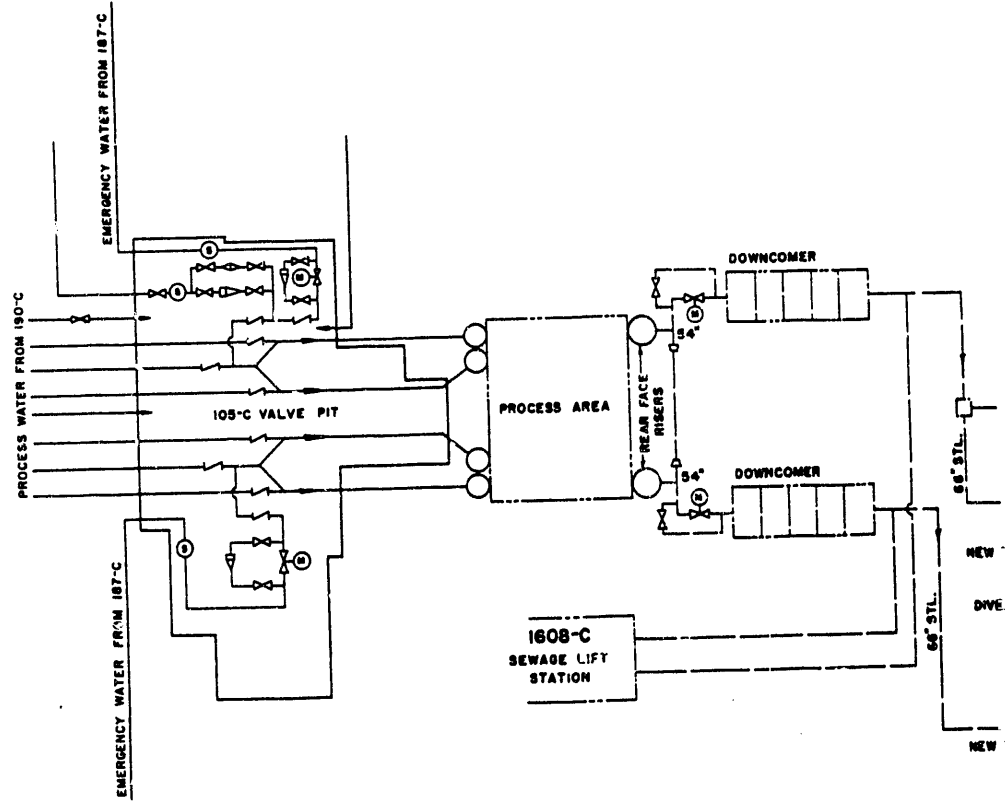 EMERGENCY WATER FROM 187-C
PROCESS WATER FROM 190-C
S
S
M
105-C VALVE PIT
EMERGENCY WATER FROM 187-C
S
M
PROCESS AREA
REAR FACE
RISERS
54"
54"
M
M
DOWNCOMER
DOWNCOMER
1608-C
SEWAGE LIFT
STATION
66" STL.
66" STL.
NEW
DIVE
NEW